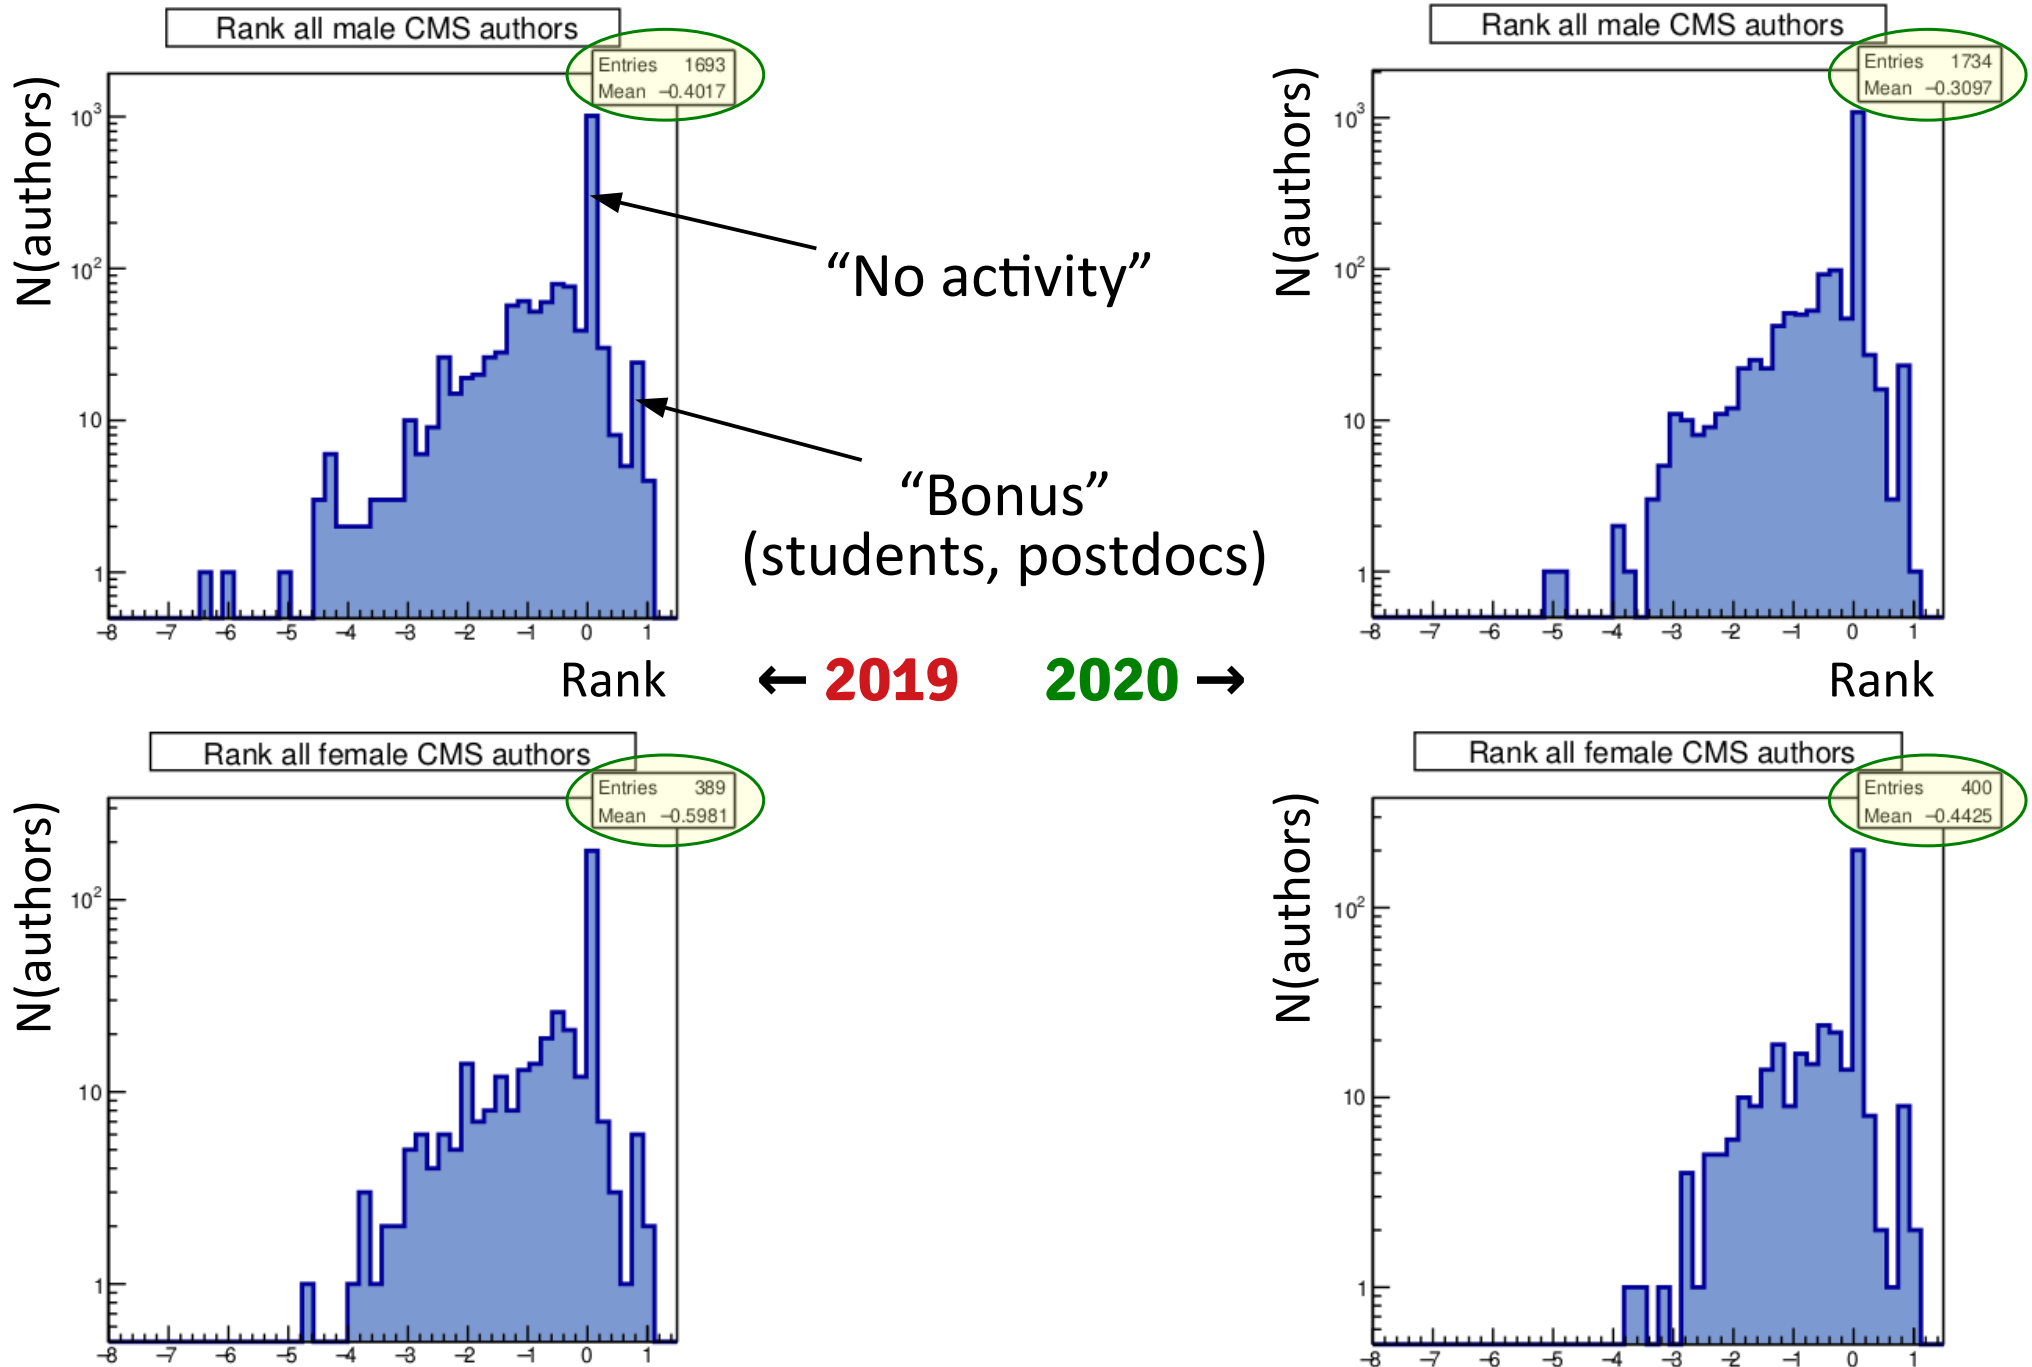 Rank all male CMS authors
Entries 1693
Mean −0.4017
N(authors)
10³
10²
10
1
−8 −7 −6 −5 −4 −3 −2 −1 0 1
Rank
“No activity”
“Bonus”
(students, postdocs)
Rank all male CMS authors
Entries 1734
Mean −0.3097
N(authors)
10³
10²
10
1
−8 −7 −6 −5 −4 −3 −2 −1 0 1
Rank
← 2019 2020 →
Rank all female CMS authors
Entries 389
Mean −0.5981
N(authors)
10²
10
1
−8 −7 −6 −5 −4 −3 −2 −1 0 1
Rank all female CMS authors
Entries 400
Mean −0.4425
N(authors)
10²
10
1
−8 −7 −6 −5 −4 −3 −2 −1 0 1